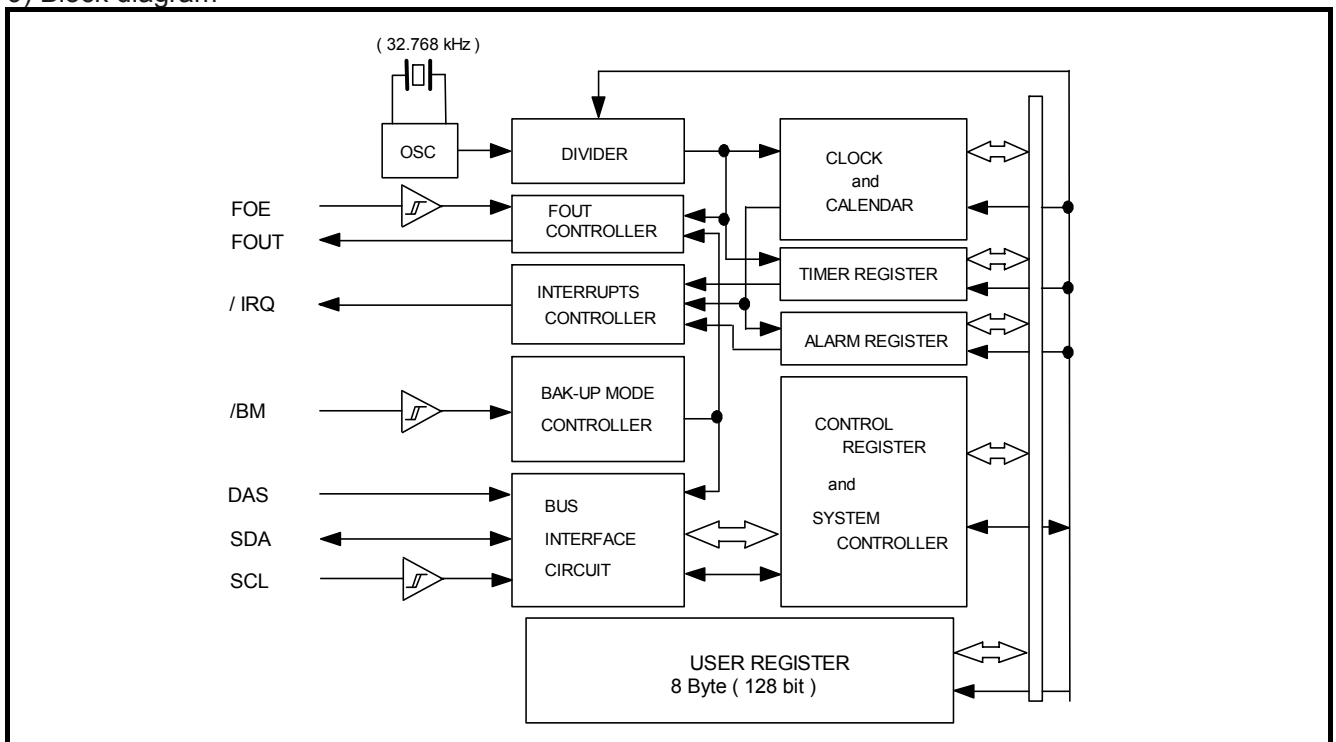 ( 32.768 kHz )
OSC
DIVIDER
CLOCK
and
CALENDAR
FOE
FOUT
FOUT
CONTROLLER
TIMER REGISTER
/ IRQ
INTERRUPTS
CONTROLLER
ALARM REGISTER
/BM
BAK-UP MODE
CONTROLLER
CONTROL
REGISTER
and
SYSTEM
CONTROLLER
DAS
SDA
SCL
BUS
INTERFACE
CIRCUIT
USER REGISTER
8 Byte ( 128 bit )